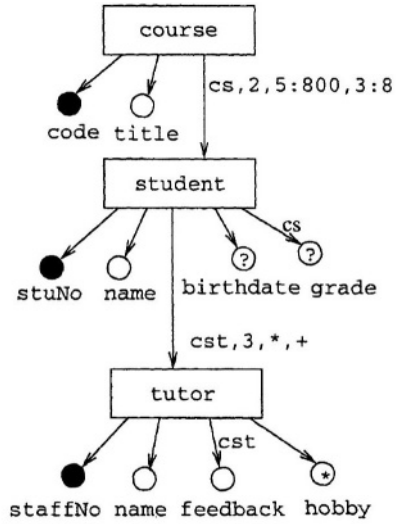 course
cs,2,5:800,3:8
code title
student
cs
? ?
stuNo name birthdate grade
cst,3,*,+
tutor
cst
*
staffNo name feedback hobby